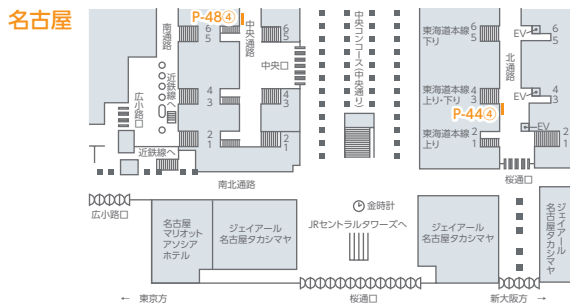 名古屋
P-48④
南通路
中央通路
6
5
6
5
中央口
中央コンコース(中央通り)
東海道本線
下り
6
5
北通路
EV
6
5
近鉄線へ
広小路口
4
3
4
3
東海道本線
上り・下り
4
3
EV
4
3
P-44④
2
1
2
1
東海道本線
上り
2
1
EV
2
1
近鉄線へ
桜通口
南北通路
広小路口
名古屋
マリオット
アソシア
ホテル
ジェイアール
名古屋タカシマヤ
金時計
JRセントラルタワーズへ
ジェイアール
名古屋タカシマヤ
ジェイアール
名古屋タカシマヤ
← 東京方
桜通口
新大阪方 →